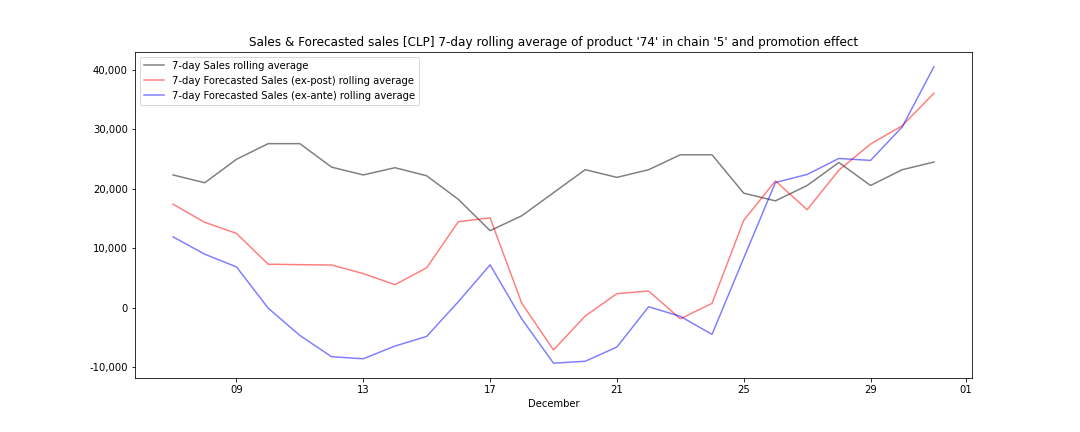 Sales & Forecasted sales [CLP] 7-day rolling average of product '74' in chain '5' and promotion effect
7-day Sales rolling average
7-day Forecasted Sales (ex-post) rolling average
7-day Forecasted Sales (ex-ante) rolling average
40,000
30,000
20,000
10,000
0
-10,000
09 13 17 21 25 29 01
December